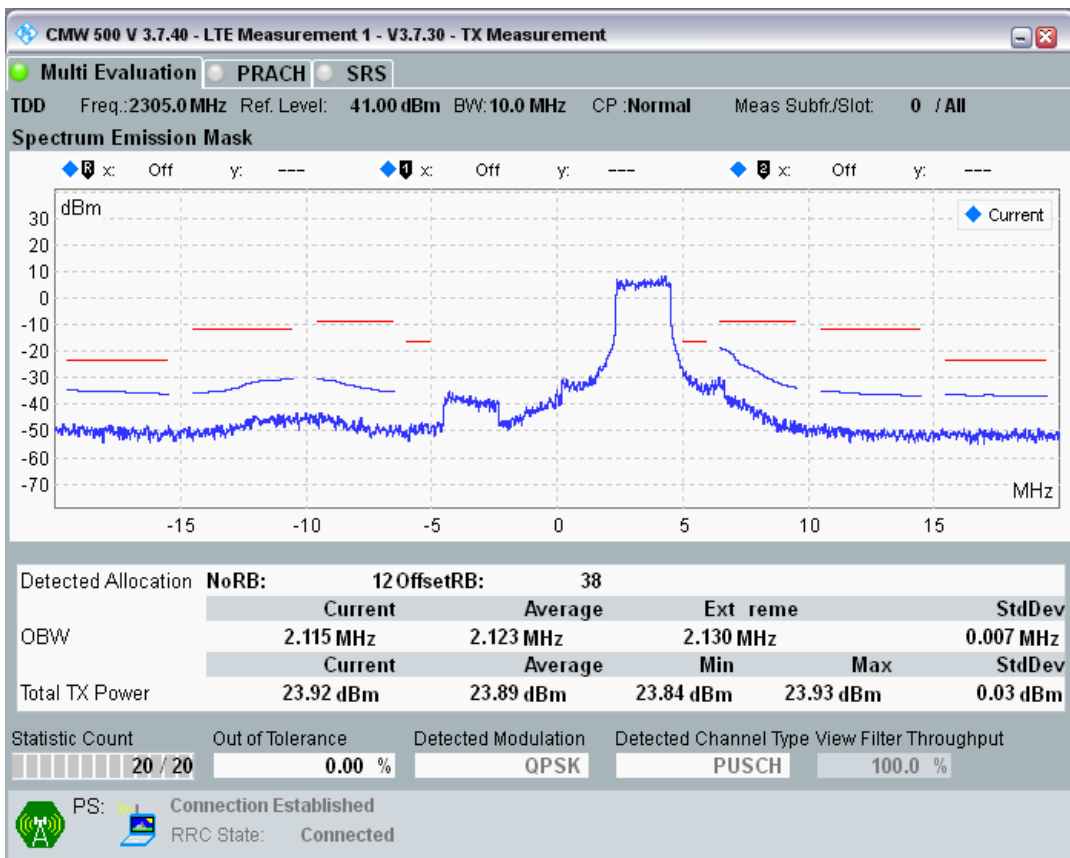 CMW 500 V 3.7.40 - LTE Measurement 1 - V3.7.30 - TX Measurement
Multi Evaluation PRACH SRS
TDD Freq.:2305.0 MHz Ref. Level: 41.00 dBm BW:10.0 MHz CP :Normal Meas Subfr./Slot: 0 / All
Spectrum Emission Mask
R x: Off y: --- 1 x: Off y: --- 2 x: Off y: ---
dBm
Current
30
20
10
0
-10
-20
-30
-40
-50
-60
-70
MHz
-15 -10 -5 0 5 10 15
Detected Allocation NoRB: 12 OffsetRB: 38
Current Average Ext reme StdDev
OBW 2.115 MHz 2.123 MHz 2.130 MHz 0.007 MHz
Current Average Min Max StdDev
Total TX Power 23.92 dBm 23.89 dBm 23.84 dBm 23.93 dBm 0.03 dBm
Statistic Count Out of Tolerance Detected Modulation Detected Channel Type View Filter Throughput
20 / 20 0.00 % QPSK PUSCH 100.0 %
PS: Connection Established
RRC State: Connected